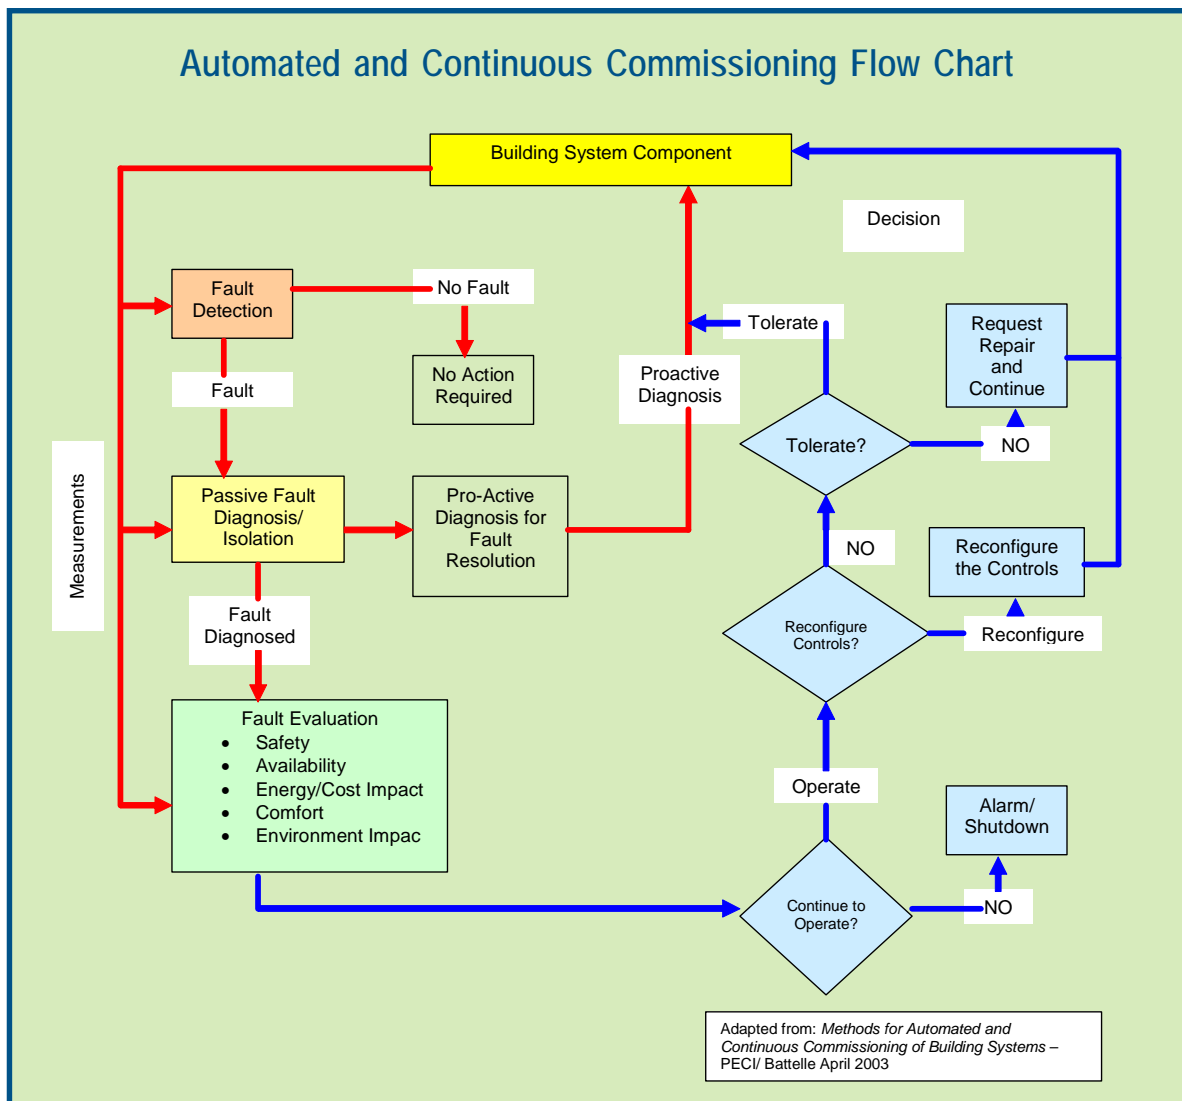 Automated and Continuous Commissioning Flow Chart
Building System Component
Decision
Fault
Detection
No Fault
No Action
Required
Fault
Measurements
Passive Fault
Diagnosis/
Isolation
Pro-Active
Diagnosis for
Fault
Resolution
Proactive
Diagnosis
Fault
Diagnosed
Fault Evaluation
• Safety
• Availability
• Energy/Cost Impact
• Comfort
• Environment Impac
Tolerate
Tolerate?
NO
Request
Repair
and
Continue
NO
Reconfigure
Controls?
Reconfigure
Reconfigure
the Controls
Operate
Continue to
Operate?
NO
Alarm/
Shutdown
Adapted from: Methods for Automated and
Continuous Commissioning of Building Systems –
PECI/ Battelle April 2003